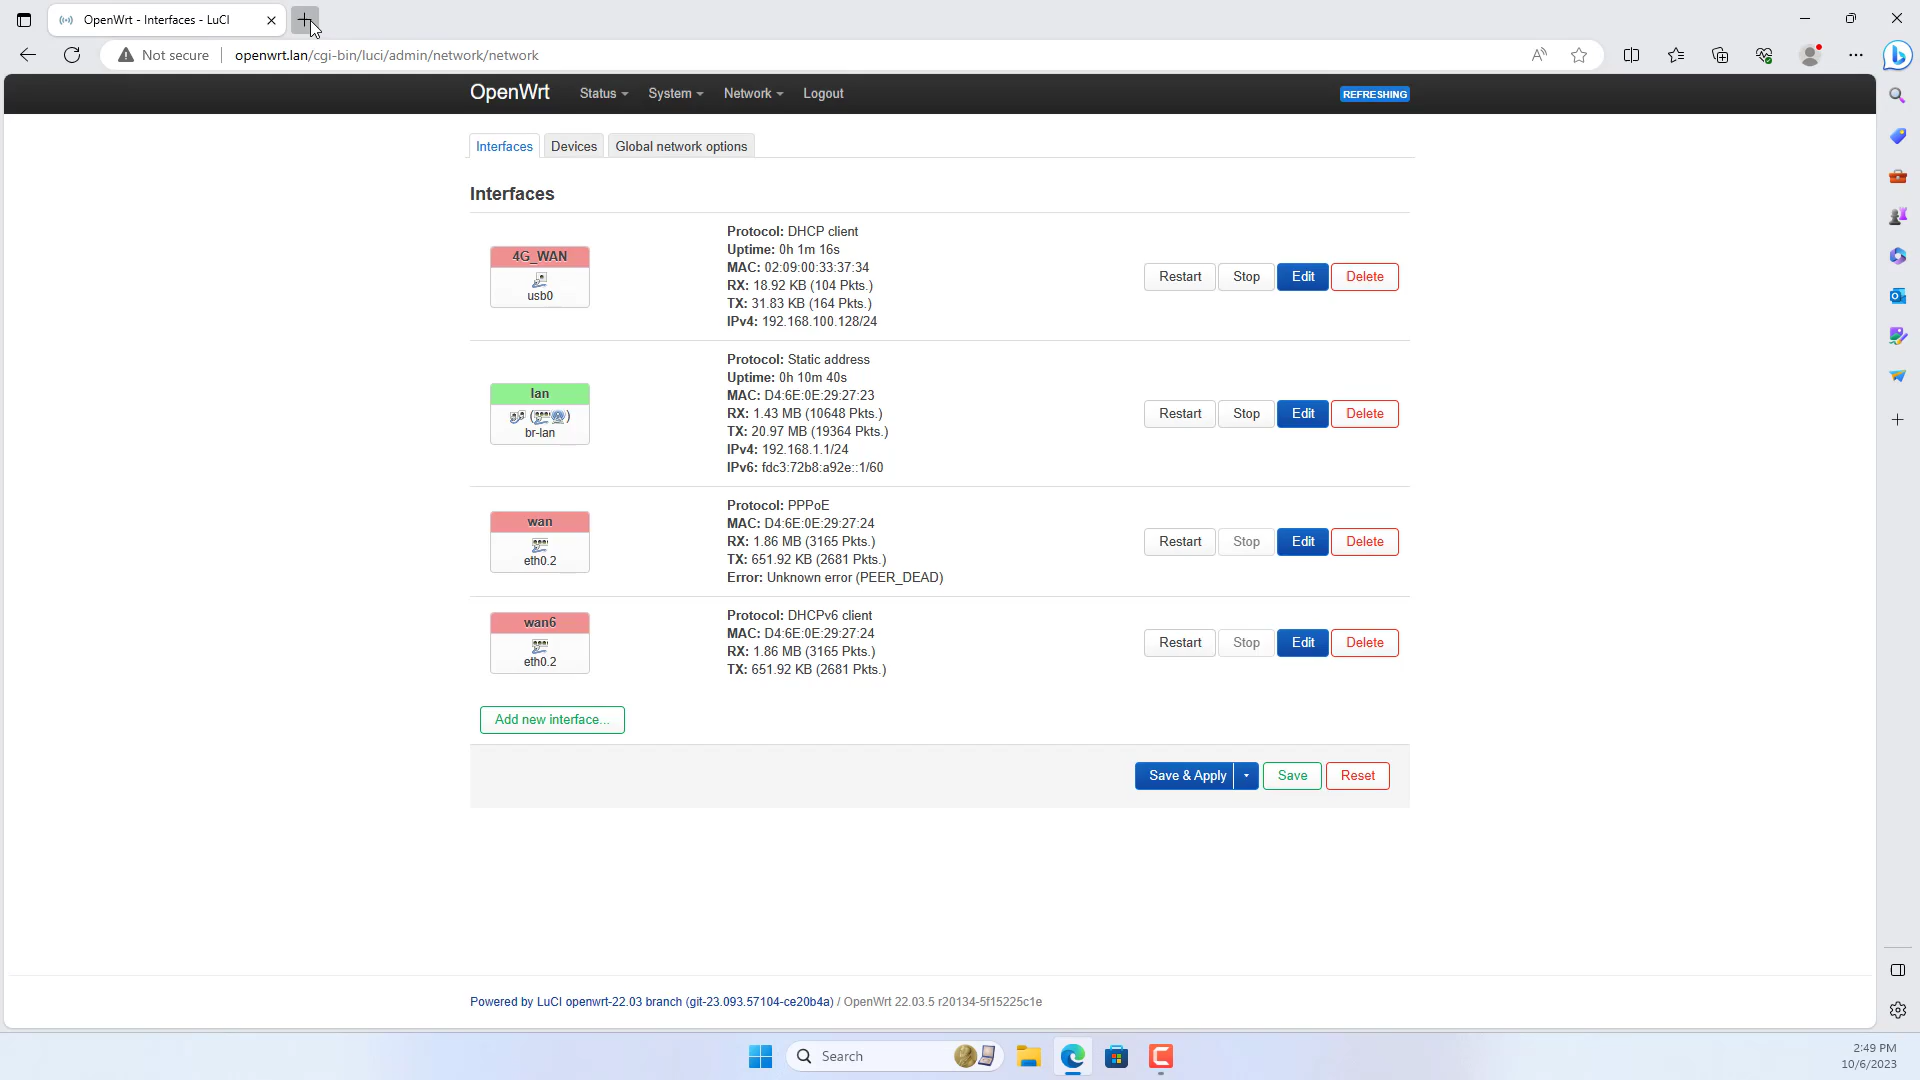 OpenWrt - Interfaces - LuCI
Not secure
openwrt.lan/cgi-bin/luci/admin/network/network
OpenWrt
Status
System
Network
Logout
REFRESHING
Interfaces
Devices
Global network options
Interfaces
4G_WAN
usb0
Protocol: DHCP client
Uptime: 0h 1m 16s
MAC: 02:09:00:33:37:34
RX: 18.92 KB (104 Pkts.)
TX: 31.83 KB (164 Pkts.)
IPv4: 192.168.100.128/24
Restart
Stop
Edit
Delete
lan
br-lan
Protocol: Static address
Uptime: 0h 10m 40s
MAC: D4:6E:0E:29:27:23
RX: 1.43 MB (10648 Pkts.)
TX: 20.97 MB (19364 Pkts.)
IPv4: 192.168.1.1/24
IPv6: fdc3:72b8:a92e::1/60
Restart
Stop
Edit
Delete
wan
eth0.2
Protocol: PPPoE
MAC: D4:6E:0E:29:27:24
RX: 1.86 MB (3165 Pkts.)
TX: 651.92 KB (2681 Pkts.)
Error: Unknown error (PEER_DEAD)
Restart
Stop
Edit
Delete
wan6
eth0.2
Protocol: DHCPv6 client
MAC: D4:6E:0E:29:27:24
RX: 1.86 MB (3165 Pkts.)
TX: 651.92 KB (2681 Pkts.)
Restart
Stop
Edit
Delete
Add new interface...
Save & Apply
Save
Reset
Powered by LuCI openwrt-22.03 branch (git-23.093.57104-ce20b4a) / OpenWrt 22.03.5 r20134-5f15225c1e
Search
2:49 PM
10/6/2023